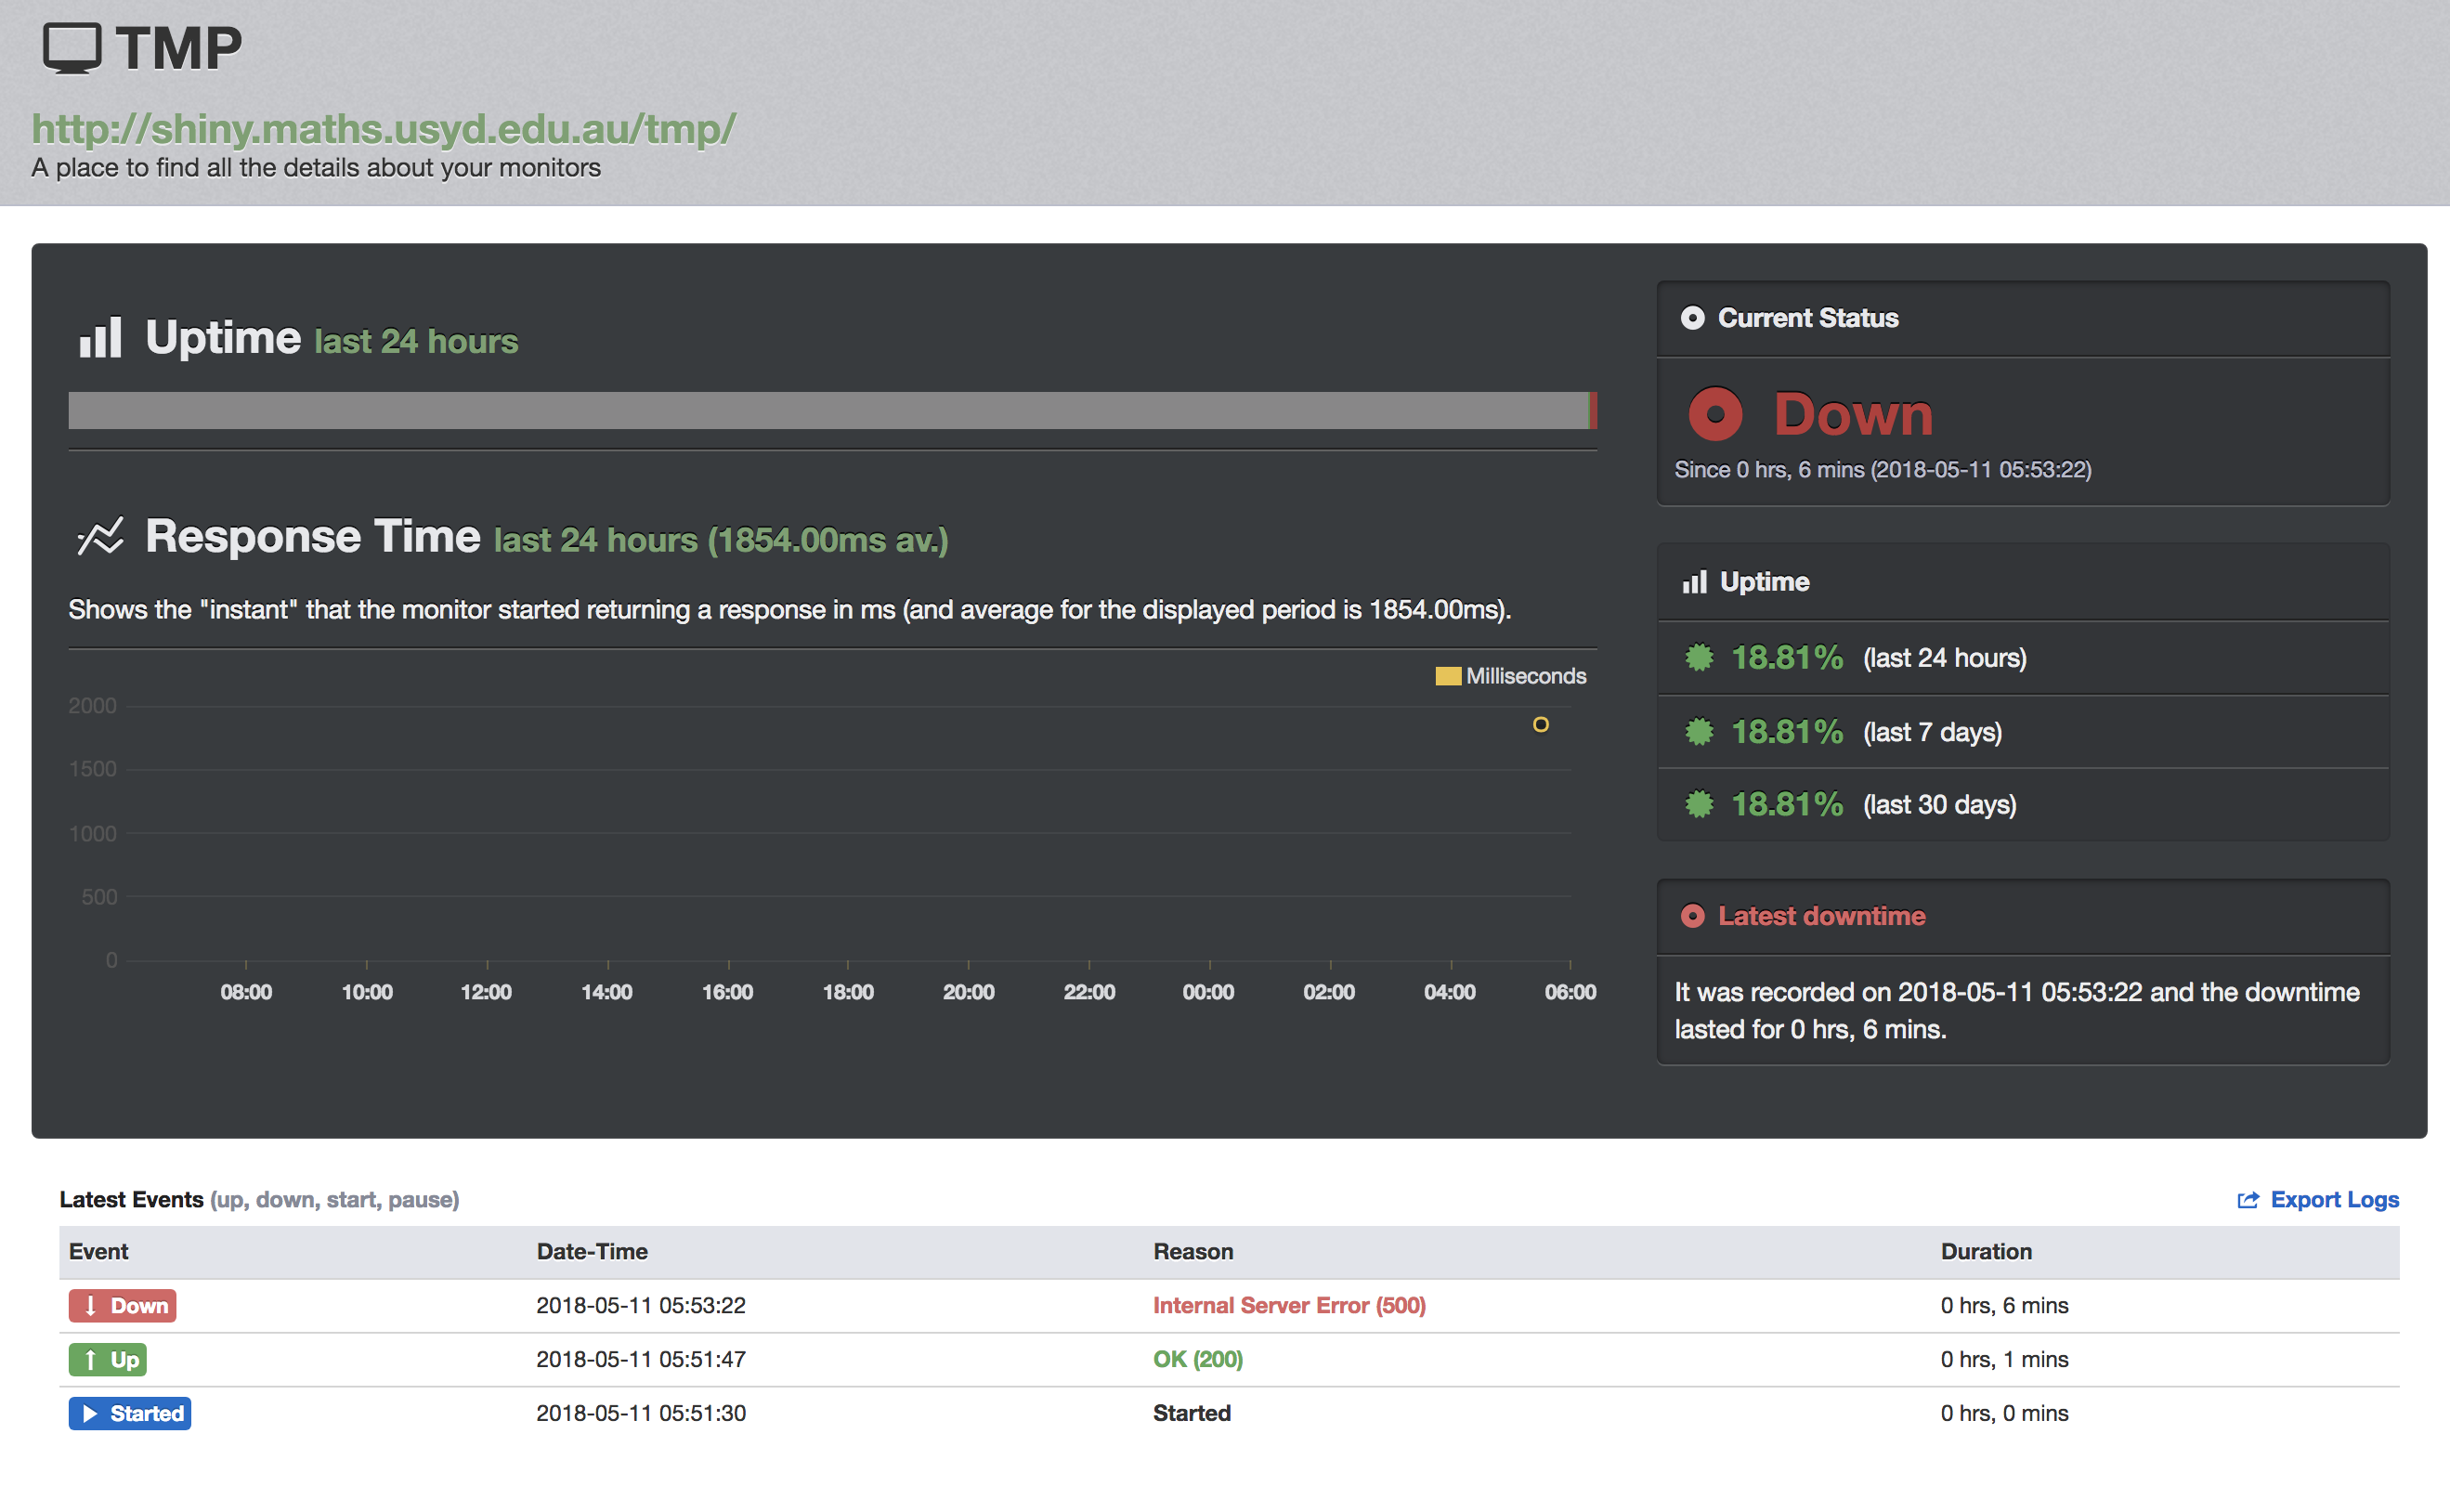 TMP
http://shiny.maths.usyd.edu.au/tmp/
A place to find all the details about your monitors
Uptime last 24 hours
Response Time last 24 hours (1854.00ms av.)
Shows the "instant" that the monitor started returning a response in ms (and average for the displayed period is 1854.00ms).
Milliseconds
2000
1500
1000
500
0
08:00 10:00 12:00 14:00 16:00 18:00 20:00 22:00 00:00 02:00 04:00 06:00
Current Status
Down
Since 0 hrs, 6 mins (2018-05-11 05:53:22)
Uptime
18.81% (last 24 hours)
18.81% (last 7 days)
18.81% (last 30 days)
Latest downtime
It was recorded on 2018-05-11 05:53:22 and the downtime
lasted for 0 hrs, 6 mins.
Latest Events (up, down, start, pause)
Export Logs
Event Date-Time Reason Duration
Down 2018-05-11 05:53:22 Internal Server Error (500) 0 hrs, 6 mins
Up 2018-05-11 05:51:47 OK (200) 0 hrs, 1 mins
Started 2018-05-11 05:51:30 Started 0 hrs, 0 mins